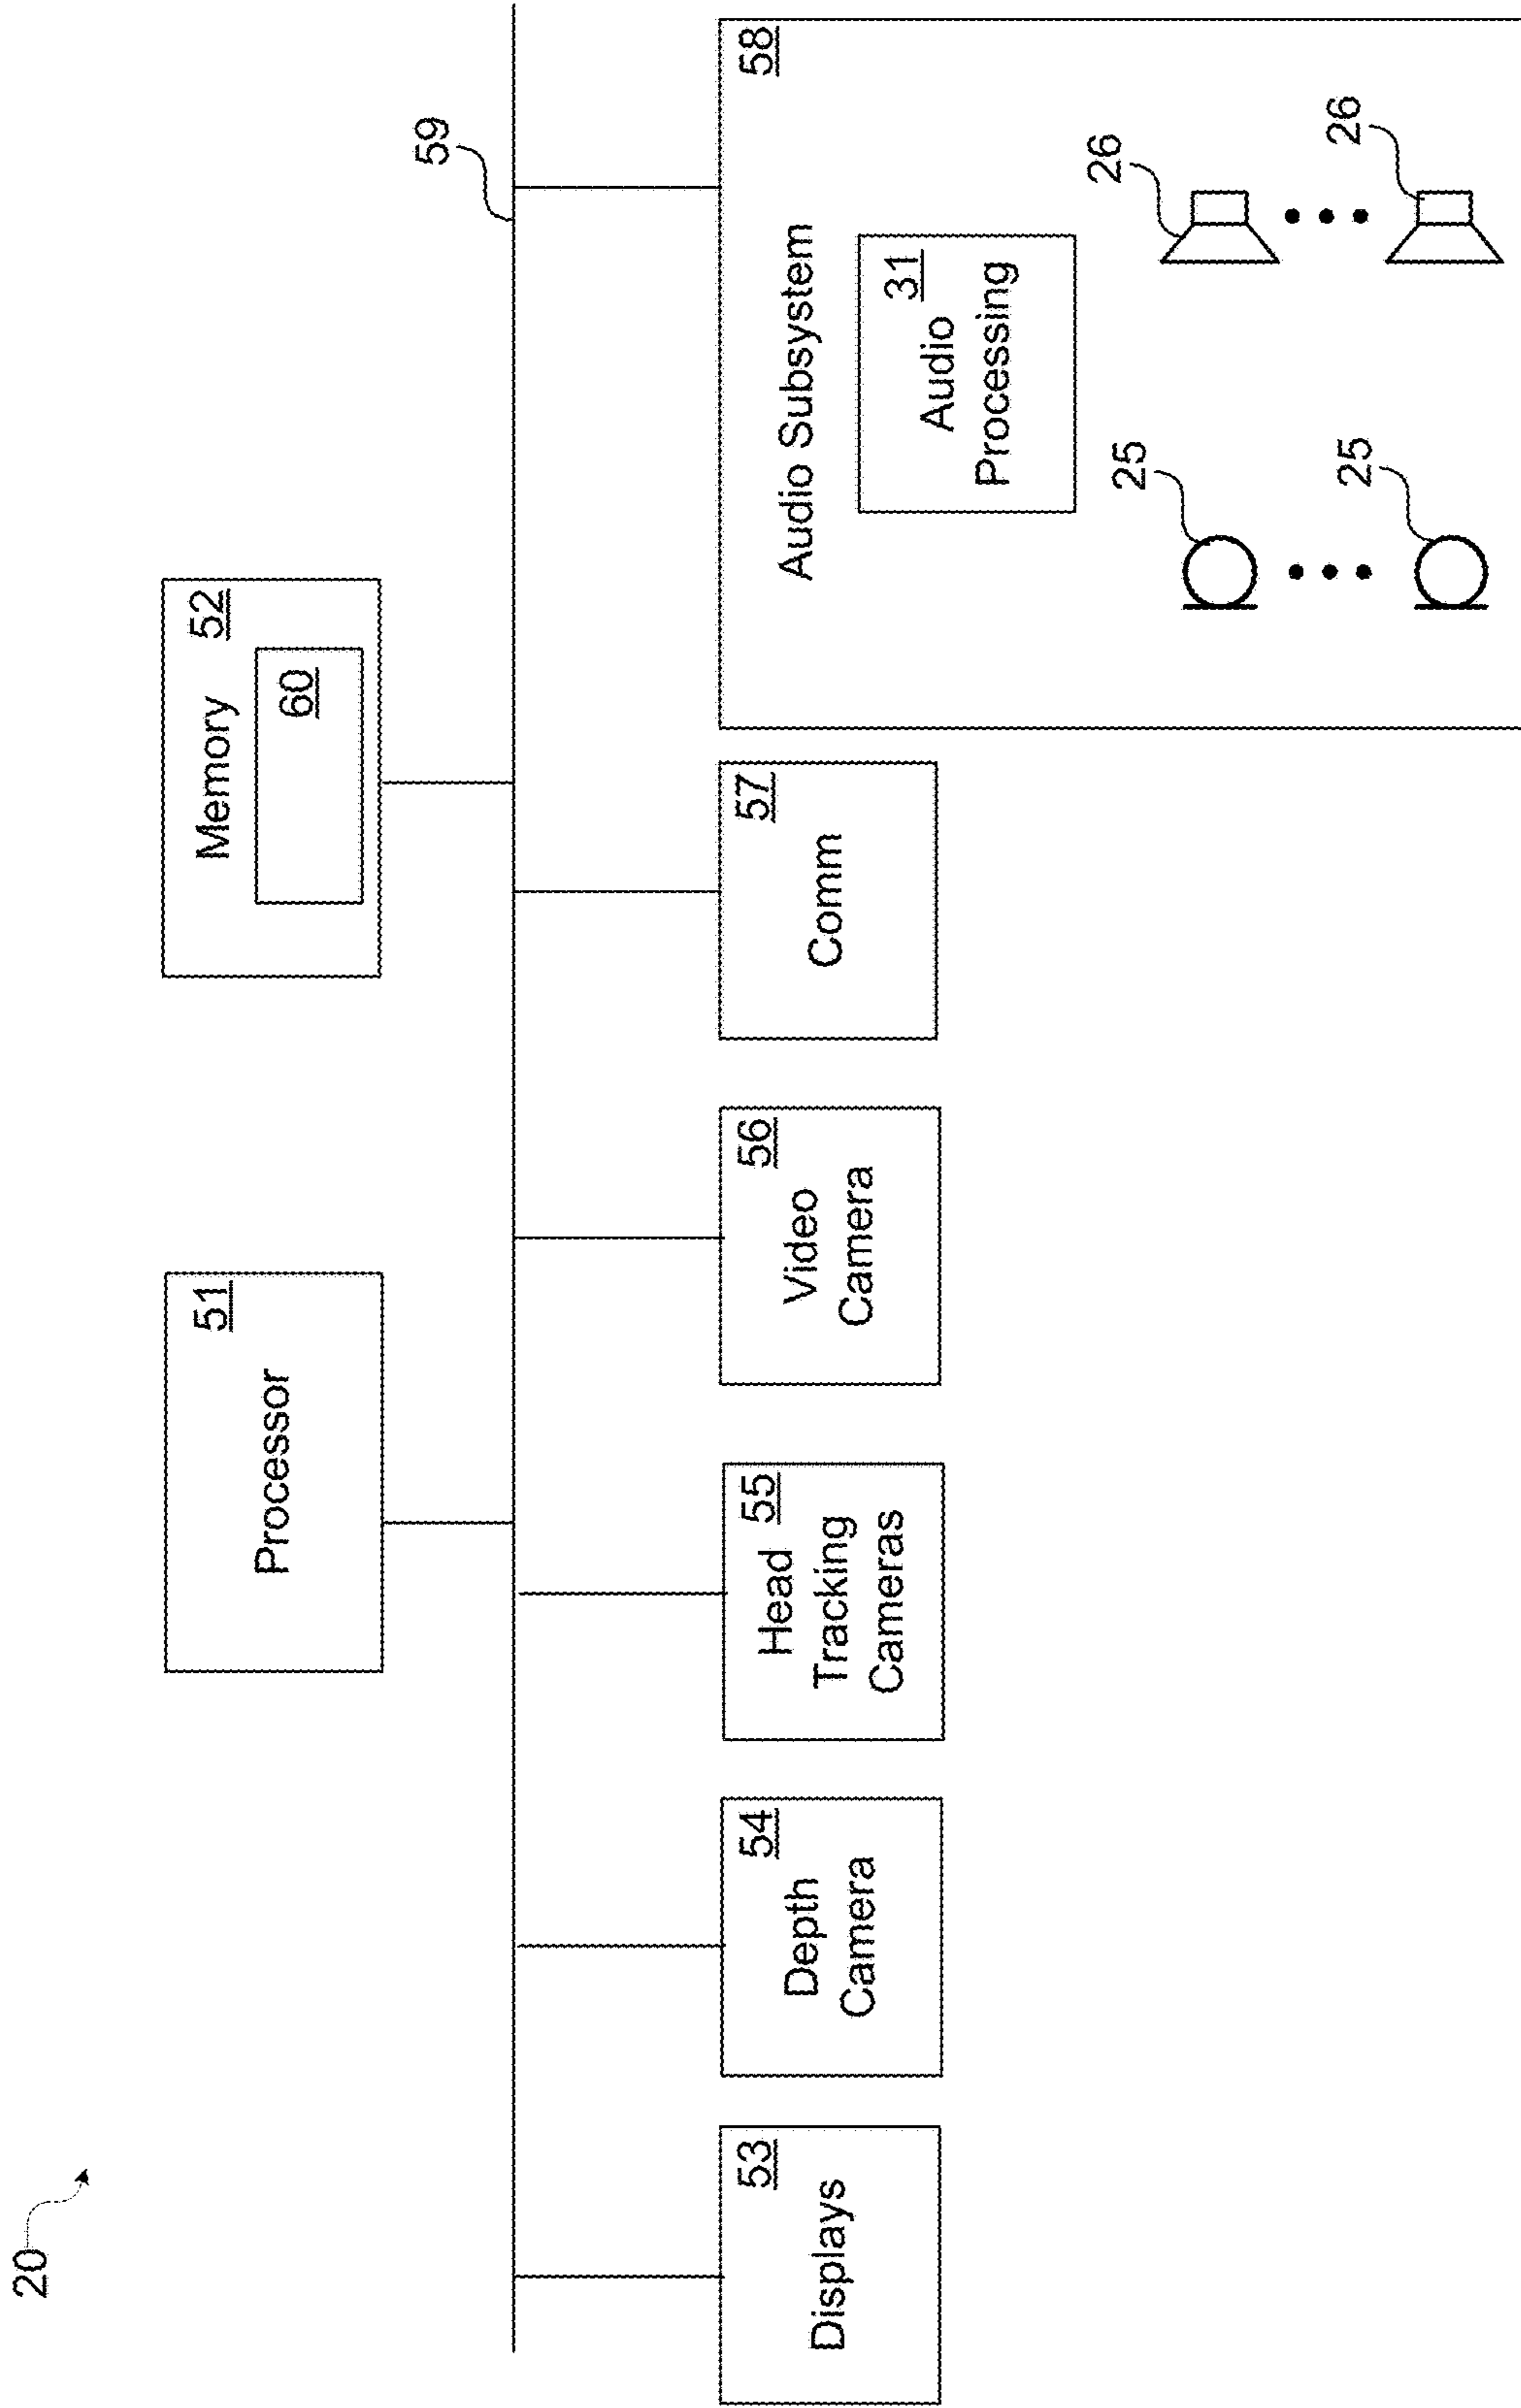 20
Processor
51
Memory
52
60
59
Displays
53
Depth
Camera
54
Head
Tracking
Cameras
55
Video
Camera
56
Comm
57
58
Audio Subsystem
31
Audio
Processing
25
25
26
26